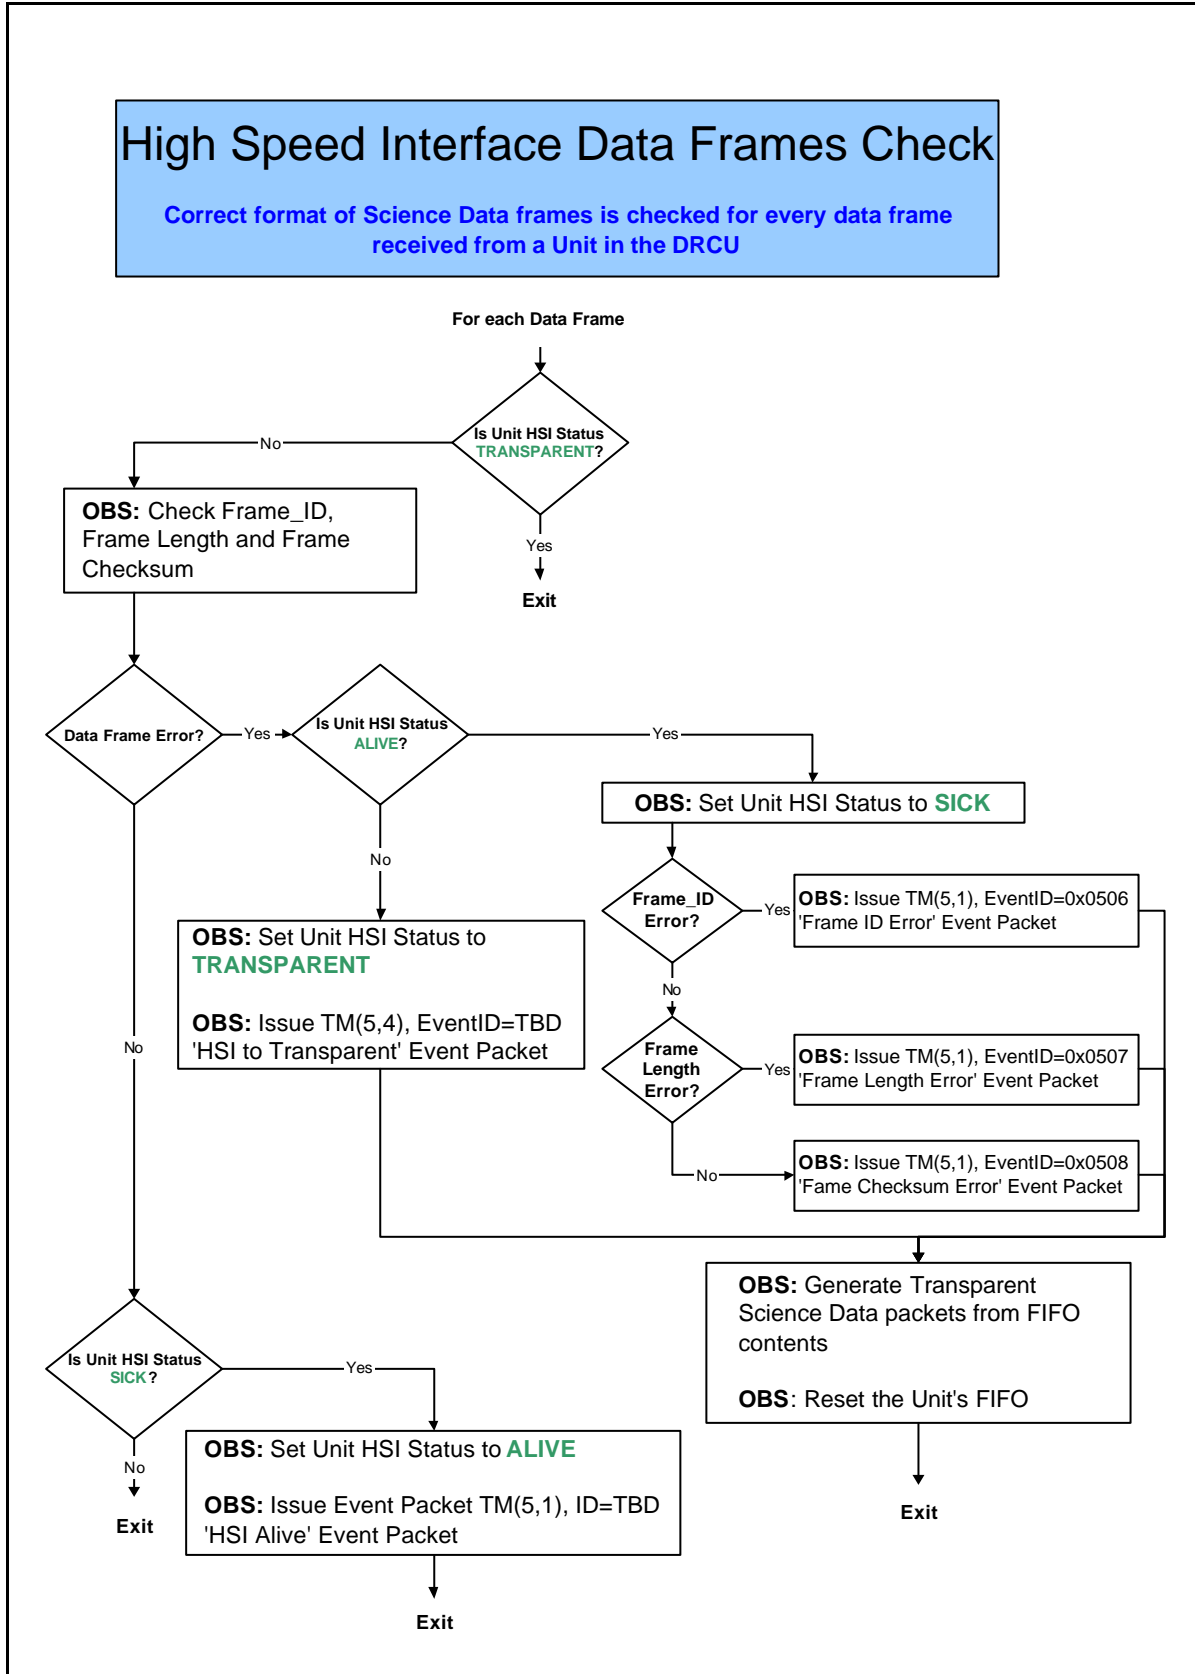 High Speed Interface Data Frames Check
Correct format of Science Data frames is checked for every data frame
received from a Unit in the DRCU
For each Data Frame
Is Unit HSI Status
TRANSPARENT?
No
Yes
Exit
OBS: Check Frame_ID,
Frame Length and Frame
Checksum
Data Frame Error?
Yes
Is Unit HSI Status
ALIVE?
Yes
OBS: Set Unit HSI Status to SICK
No
Frame_ID
Error?
Yes
OBS: Issue TM(5,1), EventID=0x0506
'Frame ID Error' Event Packet
OBS: Set Unit HSI Status to
TRANSPARENT
OBS: Issue TM(5,4), EventID=TBD
'HSI to Transparent' Event Packet
No
No
Frame
Length
Error?
Yes
OBS: Issue TM(5,1), EventID=0x0507
'Frame Length Error' Event Packet
No
OBS: Issue TM(5,1), EventID=0x0508
'Fame Checksum Error' Event Packet
OBS: Generate Transparent
Science Data packets from FIFO
contents
OBS: Reset the Unit's FIFO
Exit
Is Unit HSI Status
SICK?
Yes
No
Exit
OBS: Set Unit HSI Status to ALIVE
OBS: Issue Event Packet TM(5,1), ID=TBD
'HSI Alive' Event Packet
Exit